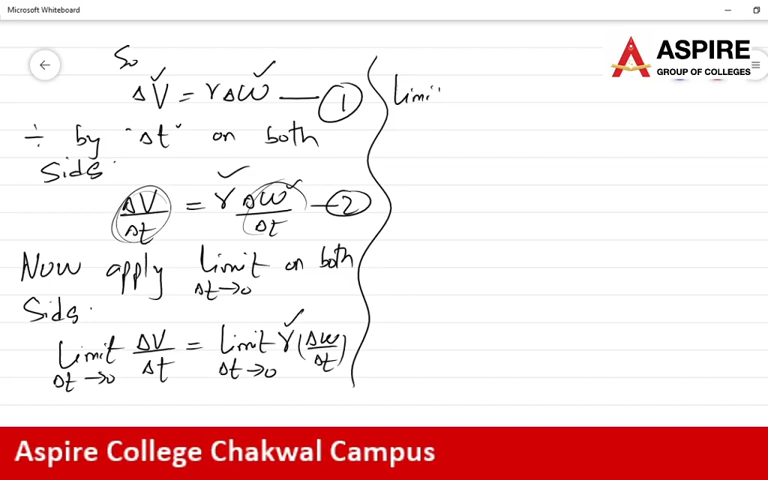 Microsoft Whiteboard
ASPIRE
GROUP OF COLLEGES
So
ΔV = rΔω — ①
÷ by "Δt" on both
Sids.
ΔV/Δt = r Δω/Δt — ②
Now apply Limit on both
Δt→0
Sids.
Limit ΔV/Δt = Limit r(Δω/Δt)
Δt→0 Δt→0
Limi
Aspire College Chakwal Campus